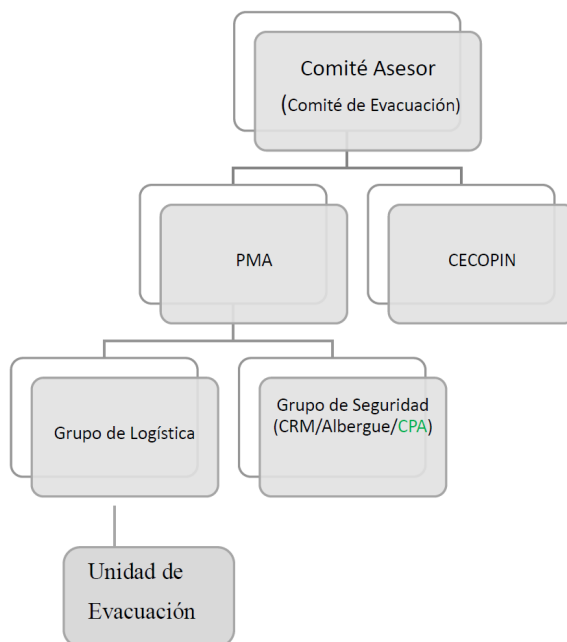 Comité Asesor
(Comité de Evacuación)
PMA
CECOPIN
Grupo de Logística
Grupo de Seguridad
(CRM/Albergue/CPA)
Unidad de
Evacuación